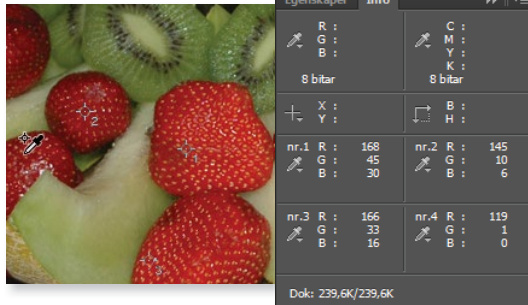 Egenskaper Info
R : C :
G : M :
B : Y :
K :
8 bitar 8 bitar
X : B :
Y : H :
nr.1 R : 168 nr.2 R : 145
G : 45 G : 10
B : 30 B : 6
nr.3 R : 166 nr.4 R : 119
G : 33 G : 1
B : 16 B : 0
Dok: 239,6K/239,6K
2
1
3